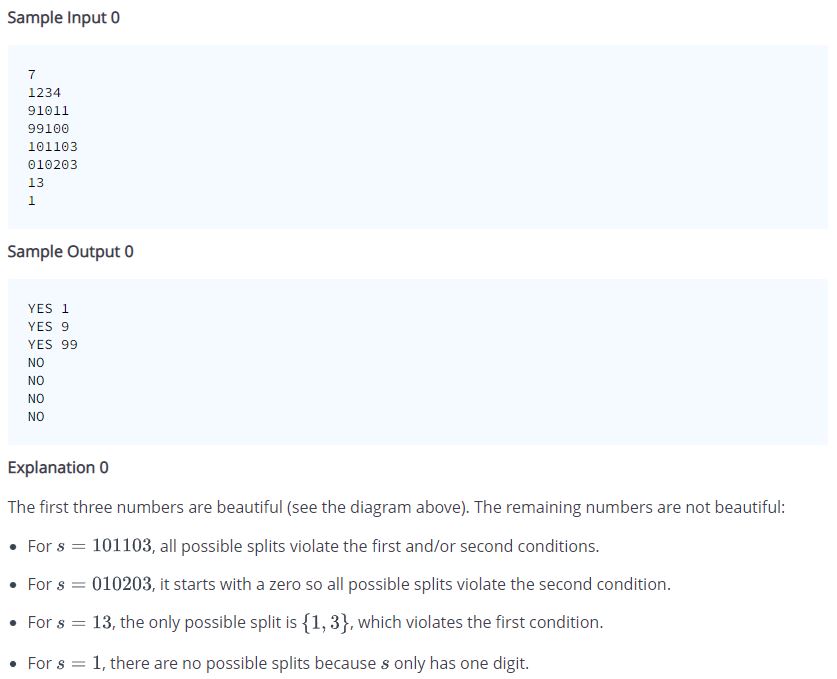 Sample Input 0
7
1234
91011
99100
101103
010203
13
1
Sample Output 0
YES 1
YES 9
YES 99
NO
NO
NO
NO
Explanation 0
The first three numbers are beautiful (see the diagram above). The remaining numbers are not beautiful:
• For s = 101103, all possible splits violate the first and/or second conditions.
• For s = 010203, it starts with a zero so all possible splits violate the second condition.
• For s = 13, the only possible split is {1, 3}, which violates the first condition.
• For s = 1, there are no possible splits because s only has one digit.